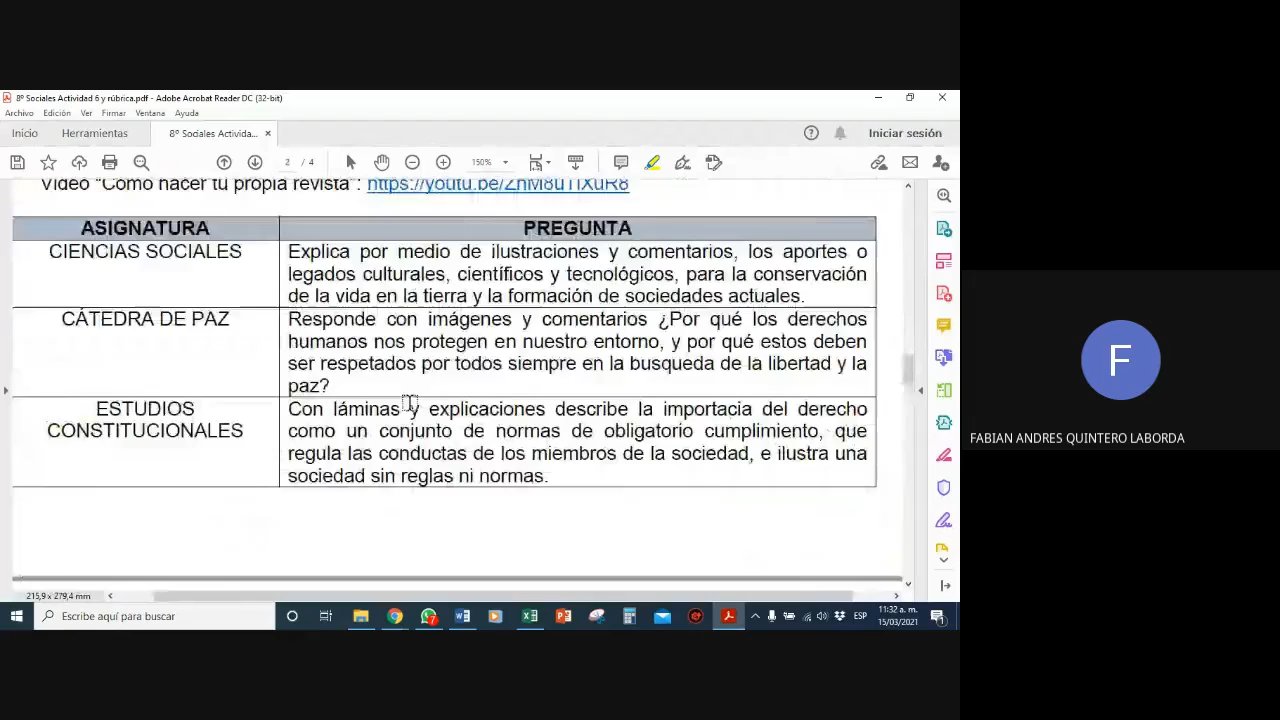 8º Sociales Actividad 6 y rúbrica.pdf - Adobe Acrobat Reader DC (32-bit)
Archivo Edición Ver Firmar Ventana Ayuda
Inicio Herramientas 8º Sociales Activida... × Iniciar sesión
2 / 4 150%
Video “Como hacer tu propia revista”: https://youtu.be/ZnM8u1lXuR8
ASIGNATURA PREGUNTA
CIENCIAS SOCIALES Explica por medio de ilustraciones y comentarios, los aportes o
legados culturales, científicos y tecnológicos, para la conservación
de la vida en la tierra y la formación de sociedades actuales.
CÁTEDRA DE PAZ Responde con imágenes y comentarios ¿Por qué los derechos
humanos nos protegen en nuestro entorno, y por qué estos deben
ser respetados por todos siempre en la busqueda de la libertad y la
paz?
ESTUDIOS Con láminas y explicaciones describe la importacia del derecho
CONSTITUCIONALES como un conjunto de normas de obligatorio cumplimiento, que
regula las conductas de los miembros de la sociedad, e ilustra una
sociedad sin reglas ni normas.
F
FABIAN ANDRES QUINTERO LABORDA
215,9 x 279,4 mm
Escribe aquí para buscar
ESP
11:32 a. m.
15/03/2021